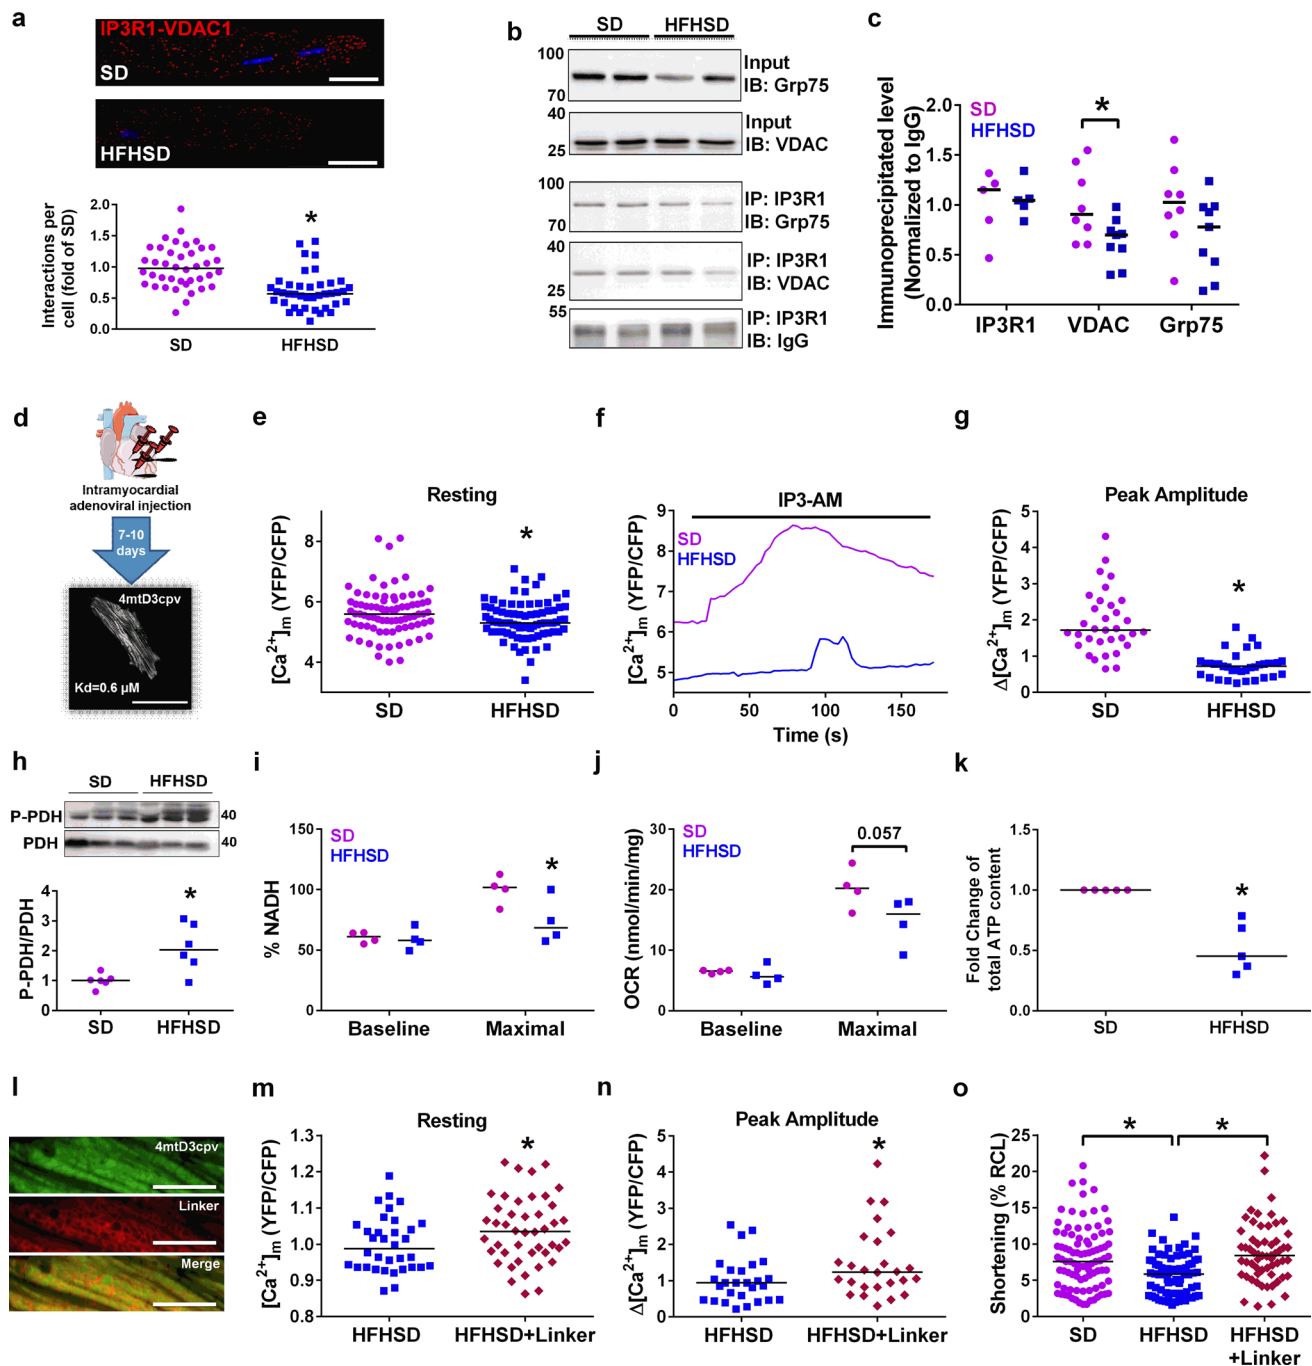 a
IP3R1-VDAC1
SD
HFHSD
Interactions per
cell (fold of SD)
2.0
1.5
1.0
0.5
0.0
*
SD
HFHSD
b
SD
HFHSD
100
70
Input
IB: Grp75
40
25
Input
IB: VDAC
100
70
IP: IP3R1
IB: Grp75
40
25
IP: IP3R1
IB: VDAC
55
IP: IP3R1
IB: IgG
c
Immunoprecipitated level
(Normalized to IgG)
2.0
1.5
1.0
0.5
0.0
SD
HFHSD
*
IP3R1
VDAC
Grp75
d
Intramyocardial
adenoviral injection
7-10
days
4mtD3cpv
Kd=0.6 µM
e
Resting
[Ca²⁺]m (YFP/CFP)
8
6
4
*
SD
HFHSD
f
IP3-AM
SD
HFHSD
[Ca²⁺]m (YFP/CFP)
9
8
7
6
5
0
50
100
150
Time (s)
g
Peak Amplitude
Δ[Ca²⁺]m (YFP/CFP)
5
4
3
2
1
0
*
SD
HFHSD
h
SD
HFHSD
P-PDH
40
PDH
40
P-PDH/PDH
4
3
2
1
0
*
SD
HFHSD
i
% NADH
150
100
50
0
SD
HFHSD
*
Baseline
Maximal
j
OCR (nmol/min/mg)
30
20
10
0
SD
HFHSD
0.057
Baseline
Maximal
k
Fold Change of
total ATP content
1.5
1.0
0.5
0.0
*
SD
HFHSD
l
4mtD3cpv
Linker
Merge
m
Resting
[Ca²⁺]m (YFP/CFP)
1.3
1.2
1.1
1.0
0.9
0.8
*
HFHSD
HFHSD+Linker
n
Peak Amplitude
Δ[Ca²⁺]m (YFP/CFP)
5
4
3
2
1
0
*
HFHSD
HFHSD+Linker
o
Shortening (% RCL)
25
20
15
10
5
0
*
*
SD
HFHSD
HFHSD
+Linker